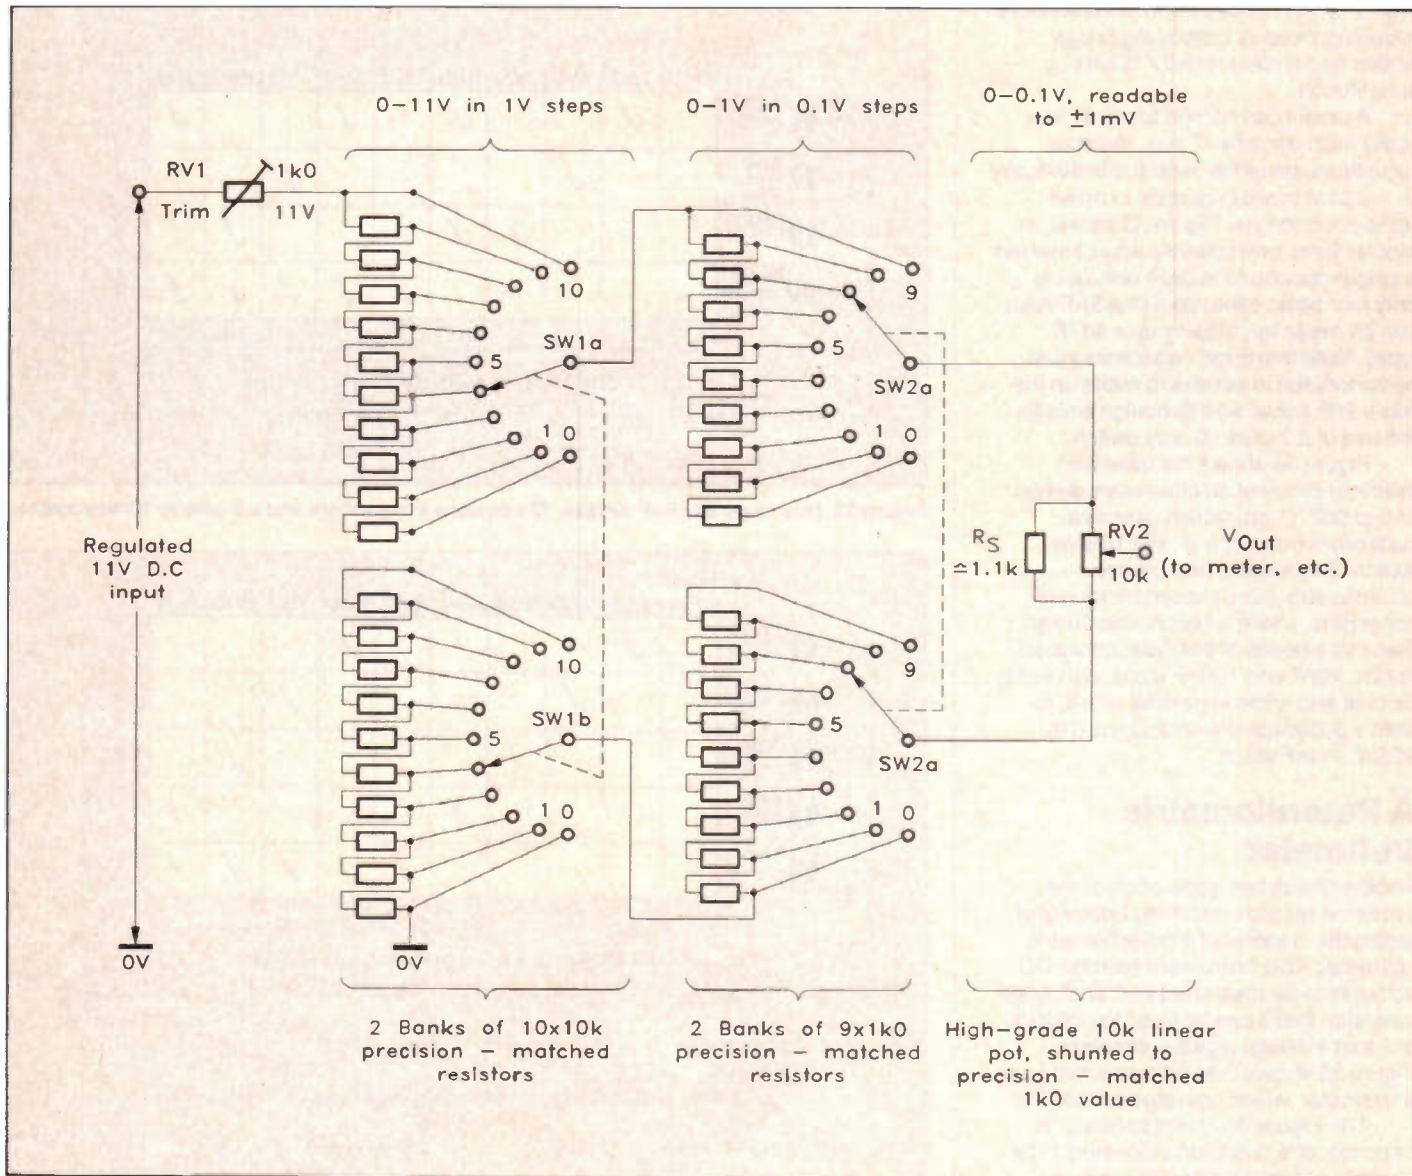 0–11V in 1V steps
0–1V in 0.1V steps
0–0.1V, readable
to ±1mV
RV1
1k0
Trim
11V
10
9
SW1a
5
5
SW2a
1 0
1 0
Regulated
11V D.C
input
RS
≃1.1k
RV2
10k
VOut
(to meter, etc.)
10
9
SW1b
5
5
SW2a
1 0
1 0
0V
0V
2 Banks of 10x10k
precision – matched
resistors
2 Banks of 9x1k0
precision – matched
resistors
High-grade 10k linear
pot, shunted to
precision – matched
1k0 value